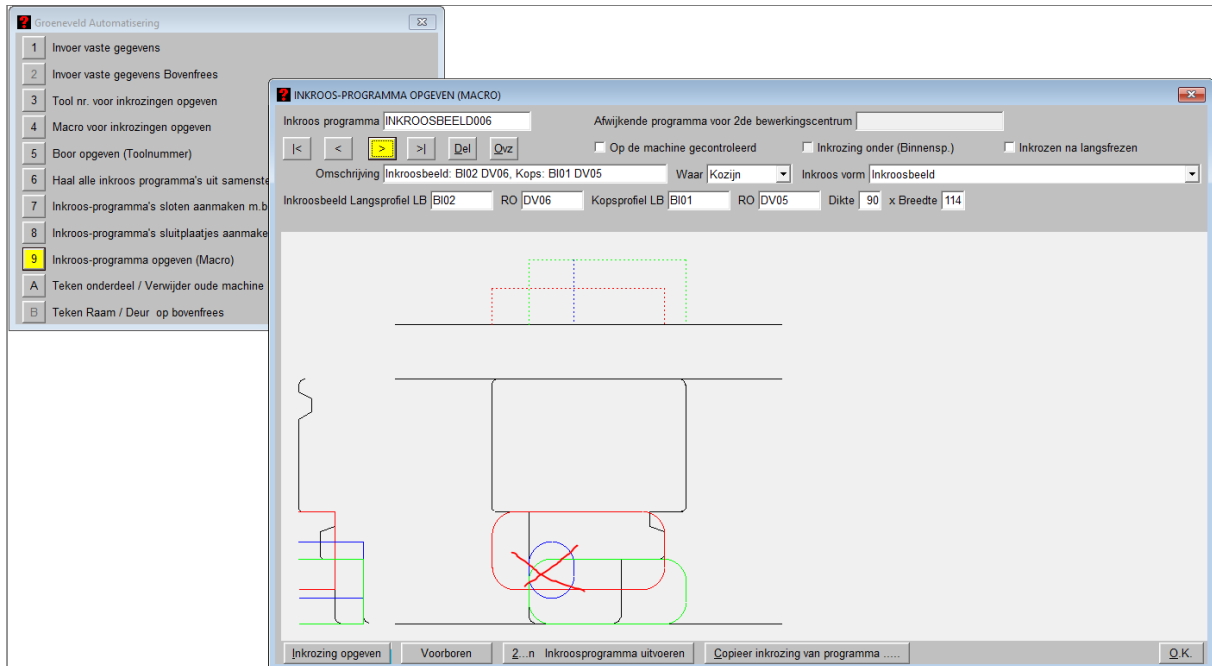 Groeneveld Automatisering
1 Invoer vaste gegevens
2 Invoer vaste gegevens Bovenfrees
3 Tool nr. voor inkrozingen opgeven
4 Macro voor inkrozingen opgeven
5 Boor opgeven (Toolnummer)
6 Haal alle inkroos programma's uit samenste
7 Inkroos-programma's sloten aanmaken m.b
8 Inkroos-programma's sluitplaatjes aanmake
9 Inkroos-programma opgeven (Macro)
A Teken onderdeel / Verwijder oude machine
B Teken Raam / Deur op bovenfrees
INKROOS-PROGRAMMA OPGEVEN (MACRO)
Inkroos programma INKROOSBEELD006 Afwijkende programma voor 2de bewerkingscentrum
|< < > >| Del Ovz Op de machine gecontroleerd Inkrozing onder (Binnensp.) Inkrozen na langsfrezen
Omschrijving Inkroosbeeld: BI02 DV06, Kops: BI01 DV05 Waar Kozijn Inkroos vorm Inkroosbeeld
Inkroosbeeld Langsprofiel LB BI02 RO DV06 Kopsprofiel LB BI01 RO DV05 Dikte 90 x Breedte 114
Inkrozing opgeven Voorboren 2...n Inkroosprogramma uitvoeren Copieer inkrozing van programma ..... O.K.